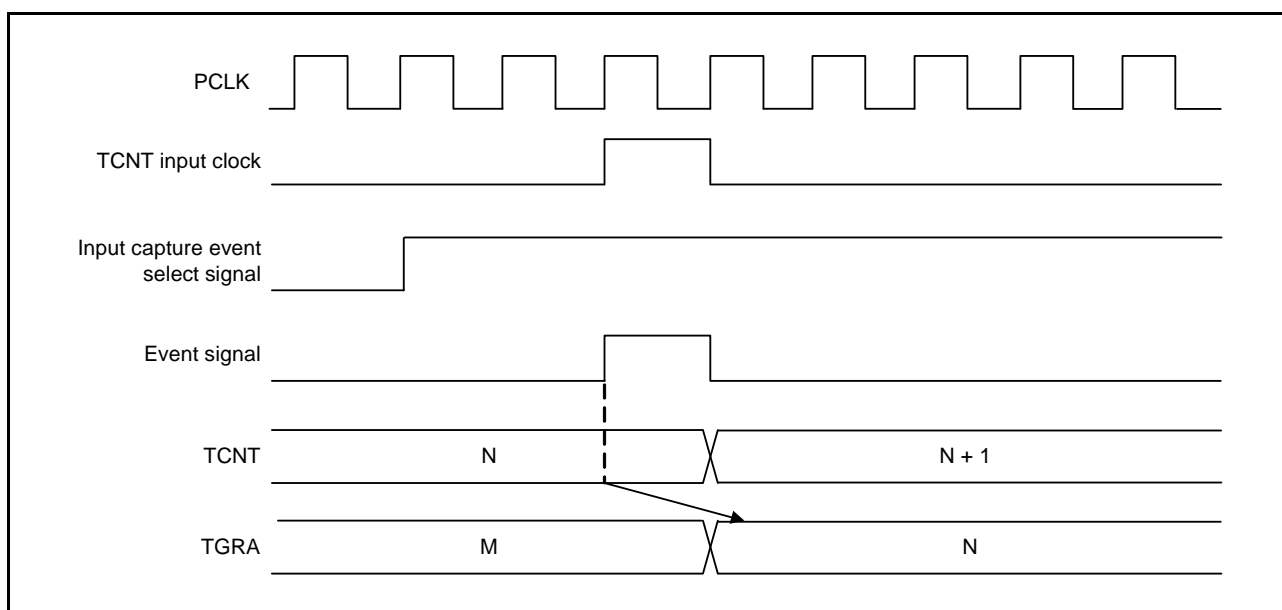 PCLK
TCNT input clock
Input capture event
select signal
Event signal
TCNT
N
N + 1
TGRA
M
N